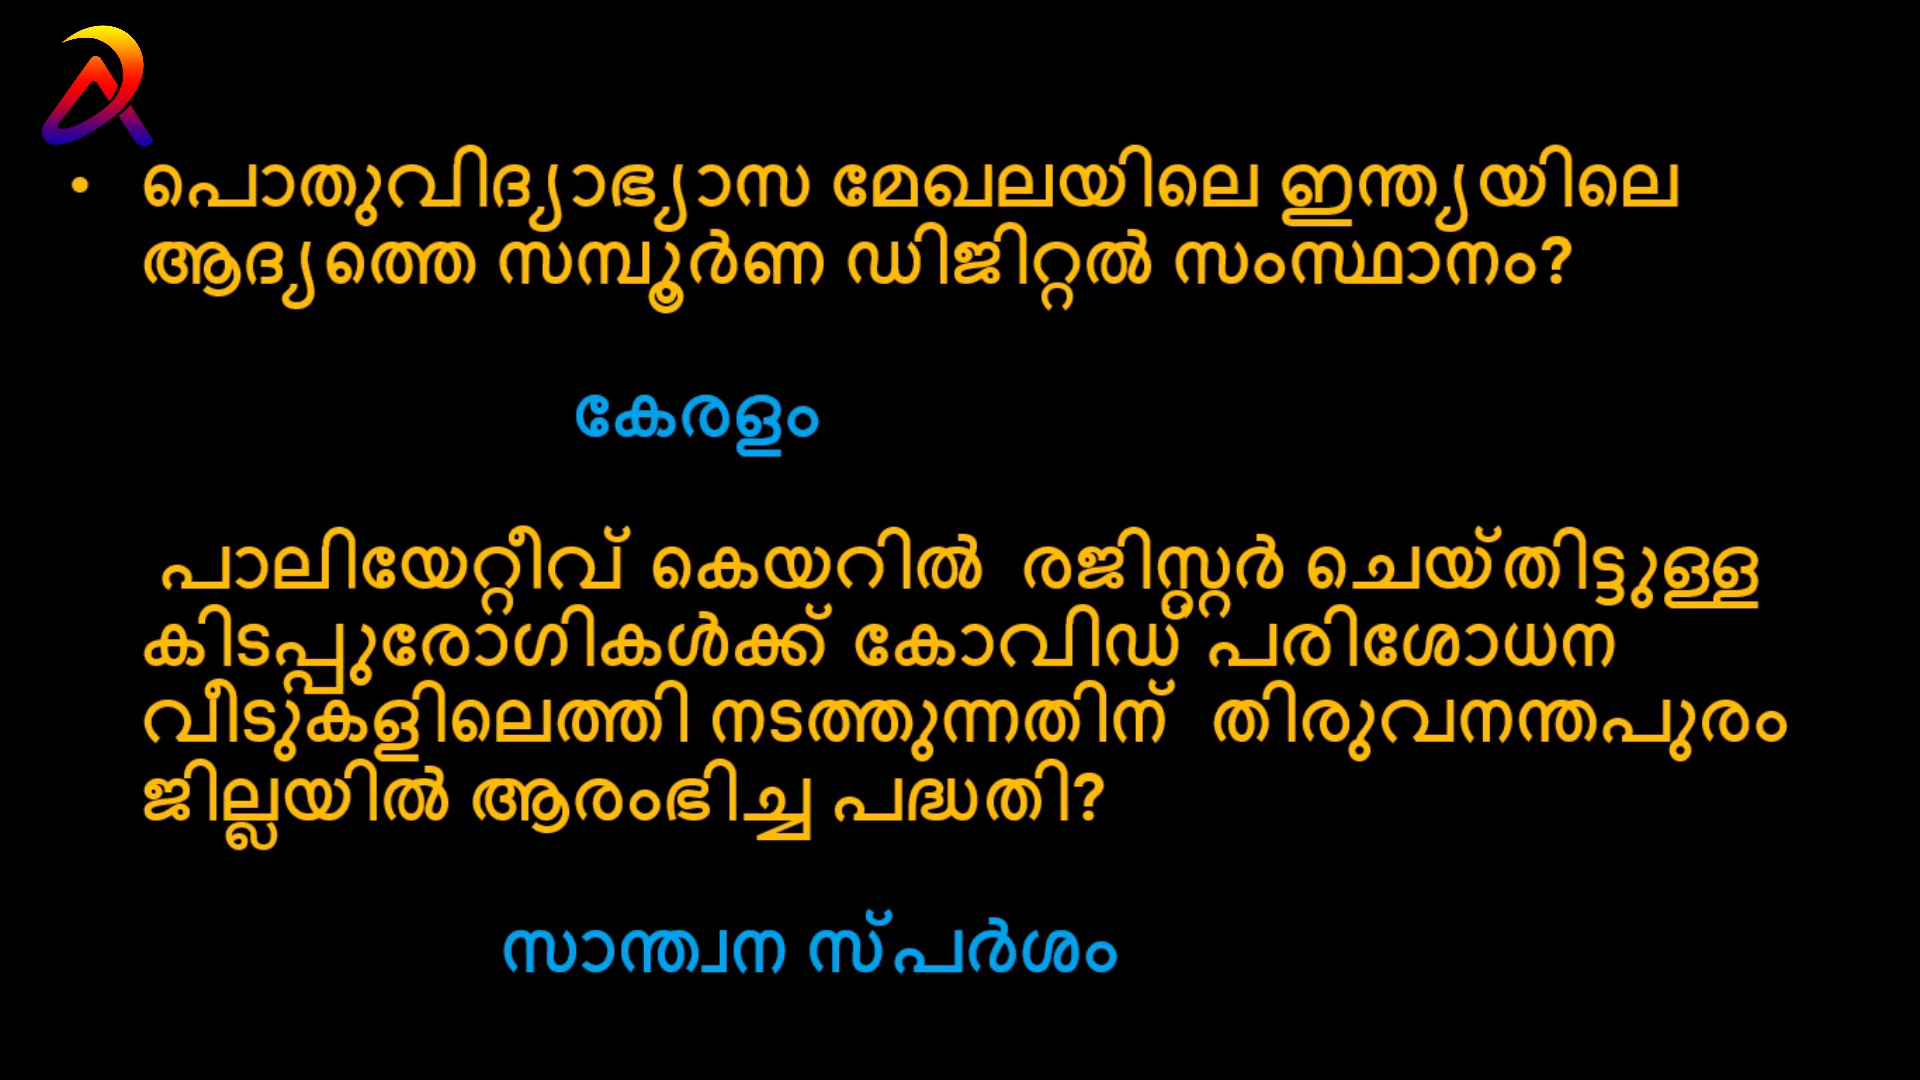 • പൊതുവിദ്യാഭ്യാസ മേഖലയിലെ ഇന്ത്യയിലെ
ആദ്യത്തെ സമ്പൂർണ ഡിജിറ്റൽ സംസ്ഥാനം?
കേരളം
പാലിയേറ്റീവ് കെയറിൽ രജിസ്റ്റർ ചെയ്തിട്ടുള്ള
കിടപ്പുരോഗികൾക്ക് കോവിഡ് പരിശോധന
വീടുകളിലെത്തി നടത്തുന്നതിന് തിരുവനന്തപുരം
ജില്ലയിൽ ആരംഭിച്ച പദ്ധതി?
സാന്ത്വന സ്പർശം